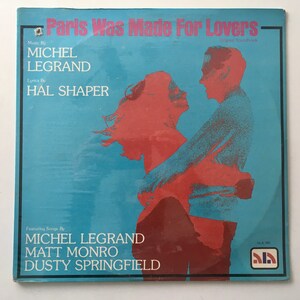 Paris Was Made For Lovers
Music By
MICHEL
LEGRAND
Lyrics By
HAL SHAPER
Featuring Songs By
MICHEL LEGRAND
MATT MONRO
DUSTY SPRINGFIELD